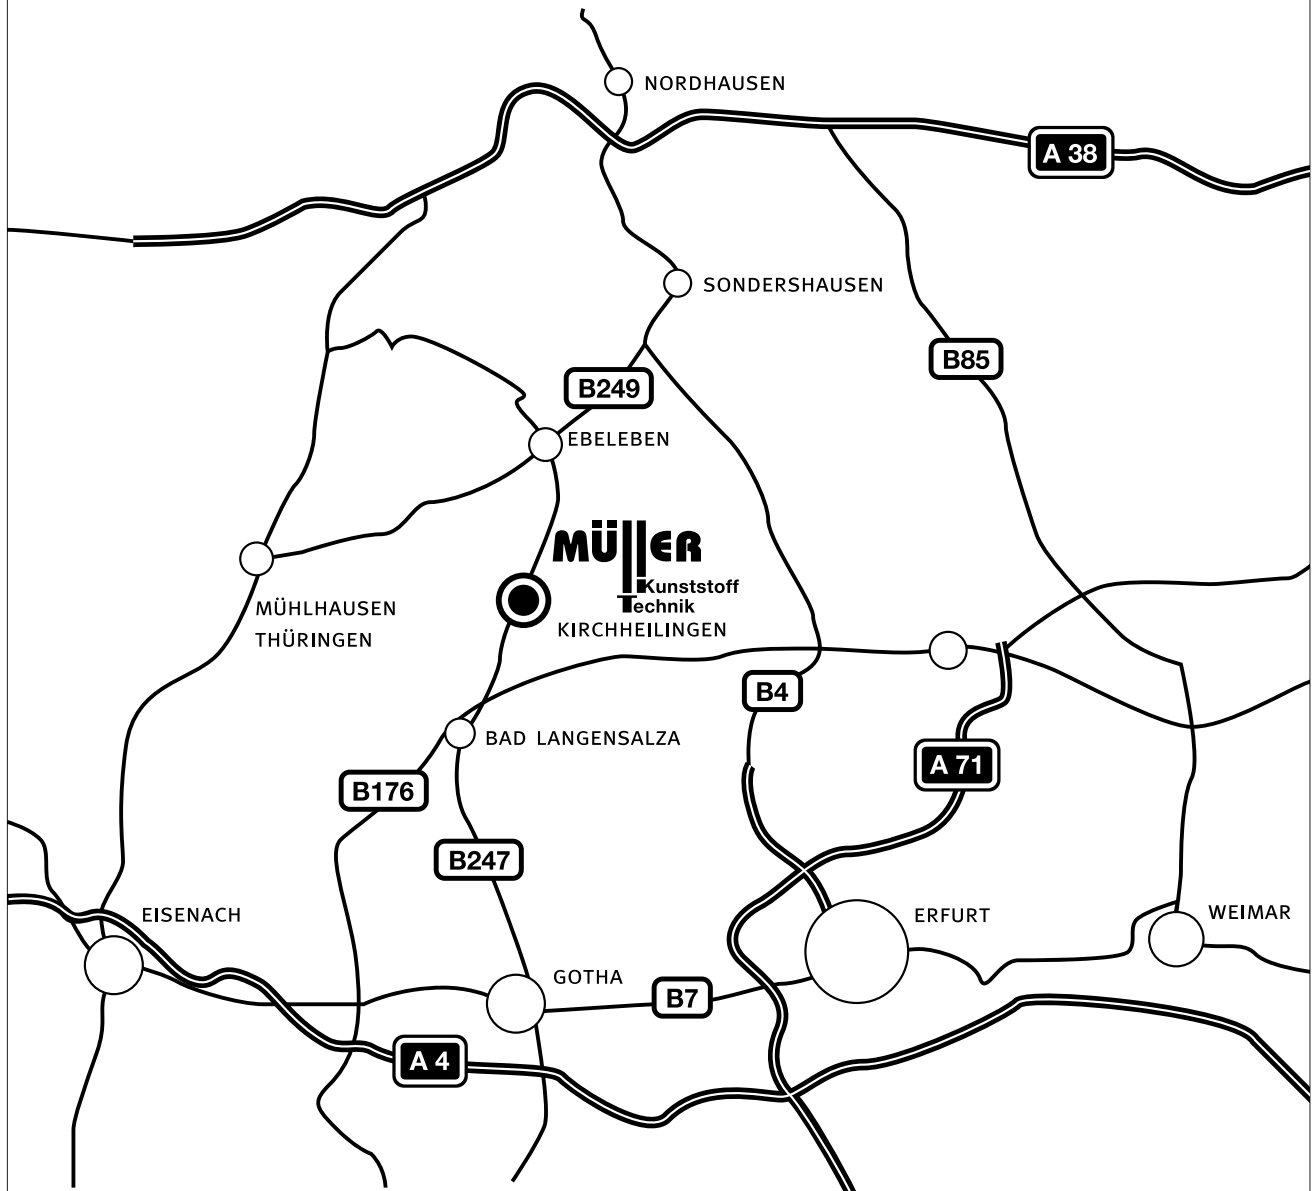 NORDHAUSEN
A 38
SONDERSHAUSEN
B85
B249
EBELEBEN
MÜllER
Kunststoff
Technik
KIRCHHEILINGEN
MÜHLHAUSEN
THÜRINGEN
B4
BAD LANGENSALZA
A 71
B176
B247
EISENACH
ERFURT
WEIMAR
GOTHA
B7
A 4